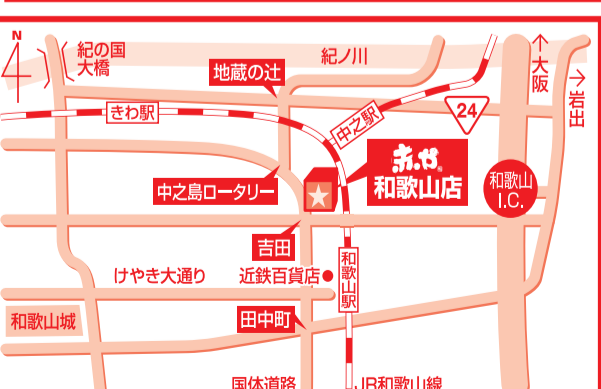 N
紀の国
大橋
地蔵の辻
紀ノ川
↑大阪
→岩出
きわ駅
中之駅
24
赤のれん
和歌山店
和歌山
I.C.
中之島ロータリー
吉田
けやき大通り
近鉄百貨店
和歌山駅
和歌山城
田中町
国体道路
JR和歌山線